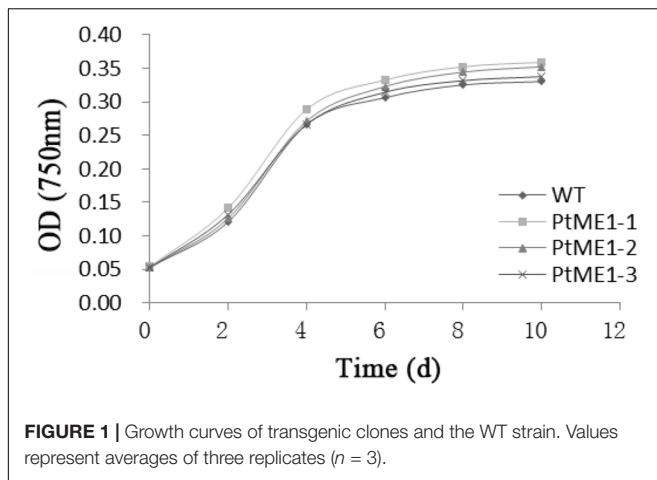 0.40
0.35
0.30
0.25
0.20
0.15
0.10
0.05
0.00
OD (750nm)
WT
PtME1-1
PtME1-2
PtME1-3
0 2 4 6 8 10 12
Time (d)
FIGURE 1 | Growth curves of transgenic clones and the WT strain. Values
represent averages of three replicates (n = 3).